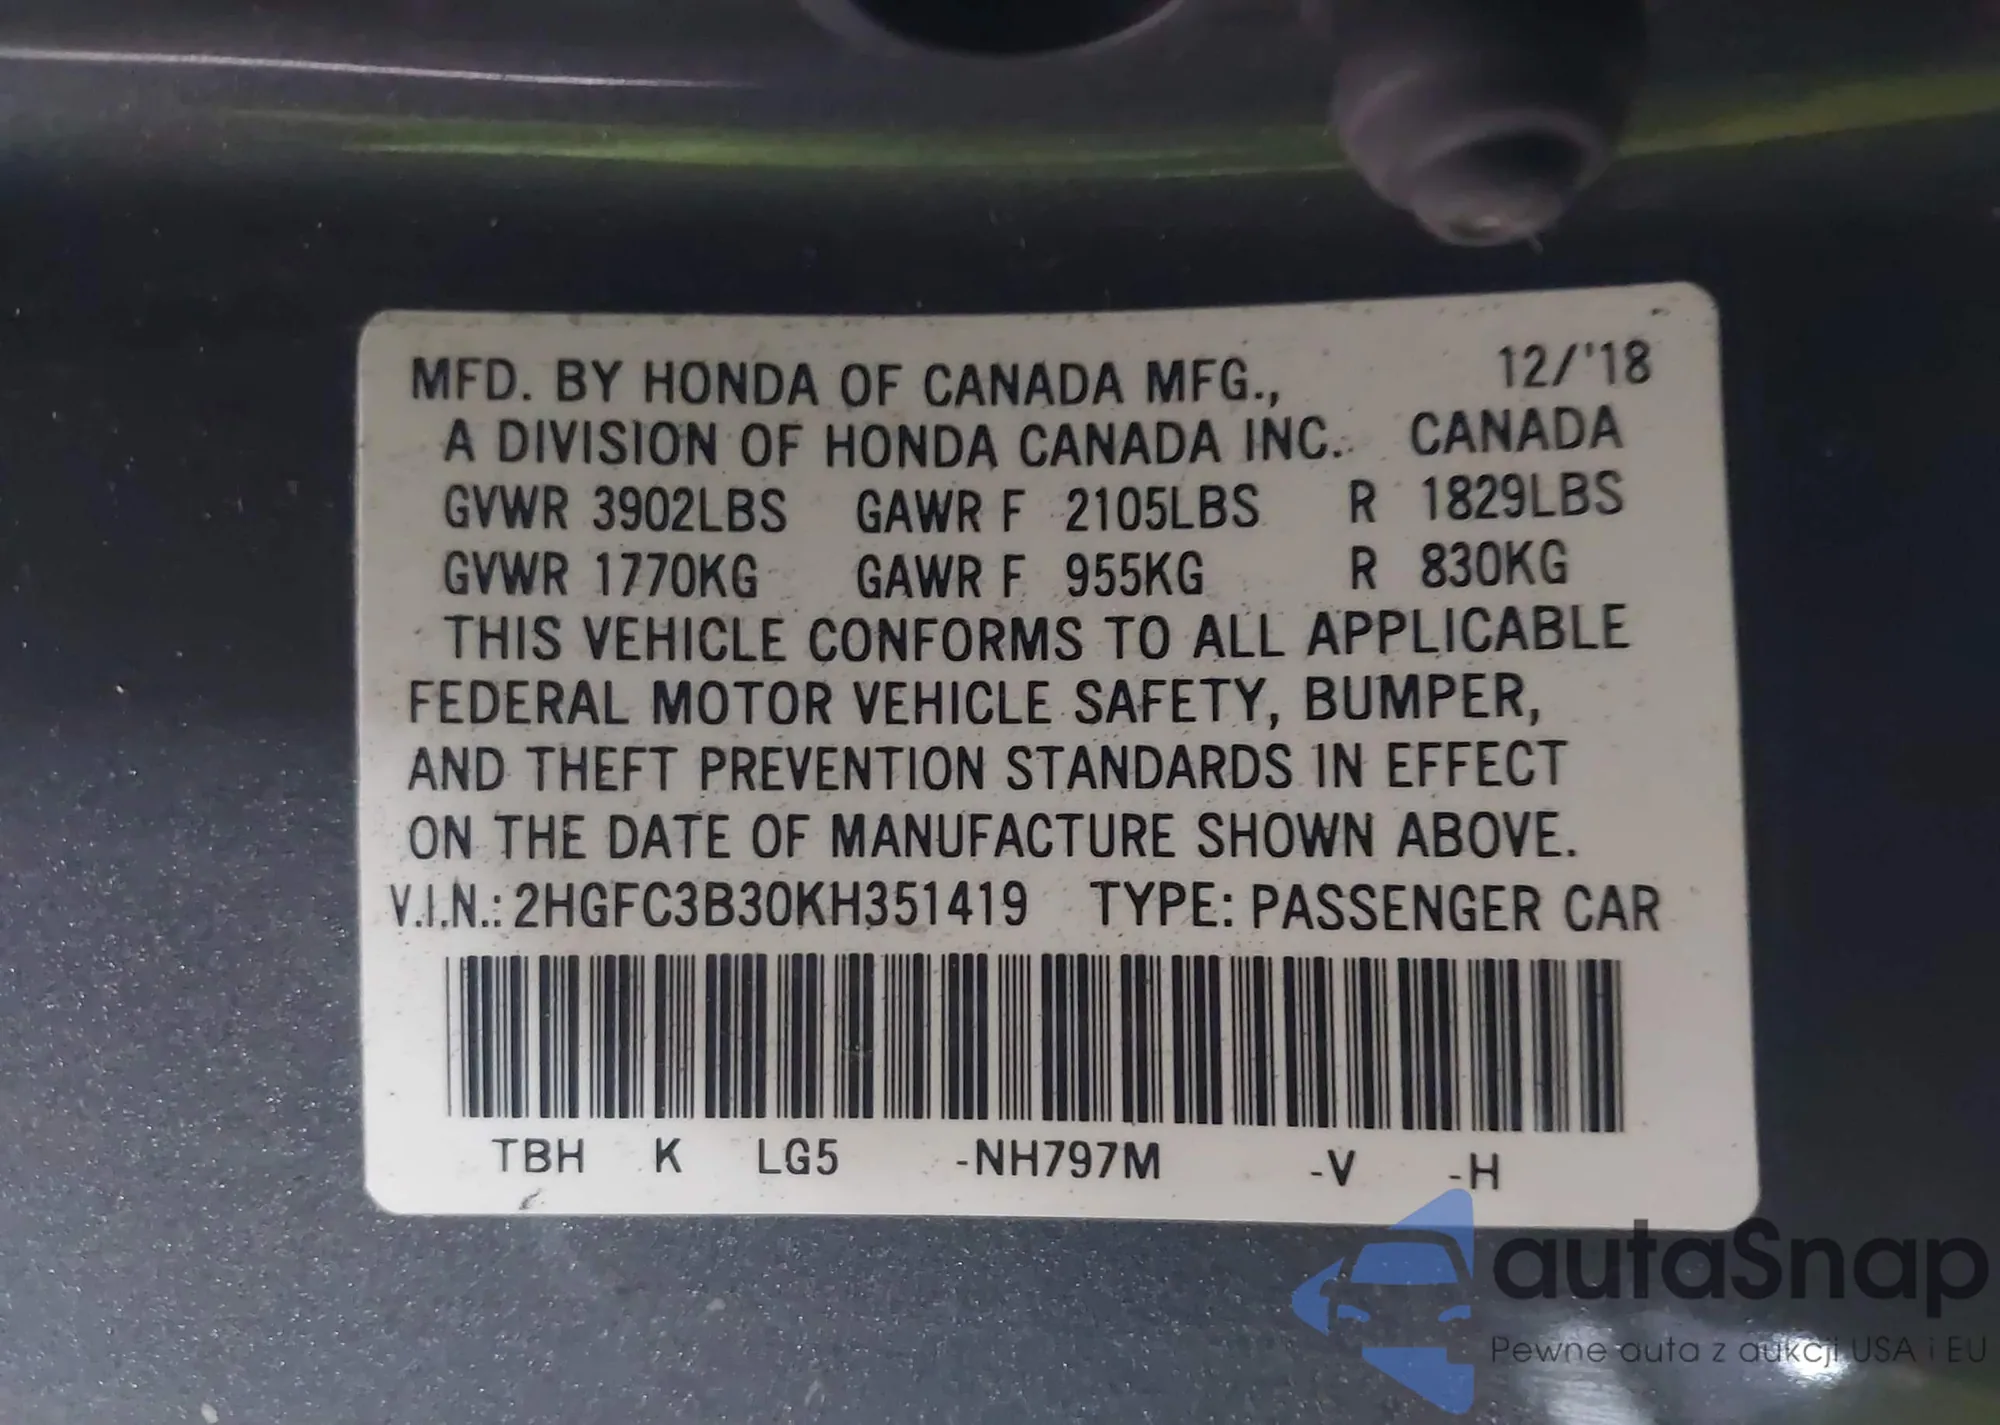 MFD. BY HONDA OF CANADA MFG., 12/'18
A DIVISION OF HONDA CANADA INC. CANADA
GVWR 3902LBS GAWR F 2105LBS R 1829LBS
GVWR 1770KG GAWR F 955KG R 830KG
THIS VEHICLE CONFORMS TO ALL APPLICABLE
FEDERAL MOTOR VEHICLE SAFETY, BUMPER,
AND THEFT PREVENTION STANDARDS IN EFFECT
ON THE DATE OF MANUFACTURE SHOWN ABOVE.
V.I.N.: 2HGFC3B30KH351419 TYPE: PASSENGER CAR
TBH K LG5 -NH797M -V -H
autaSnap
Pewne auta z aukcji USA i EU